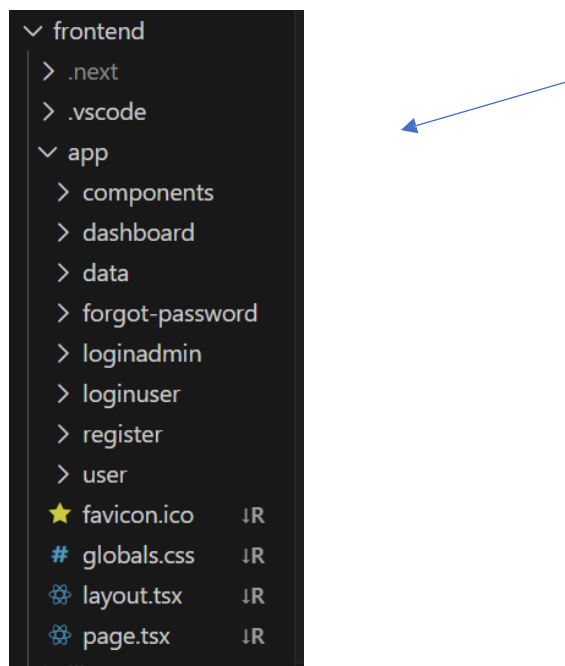 frontend
.next
.vscode
app
components
dashboard
data
forgot-password
loginadmin
loginuser
register
user
favicon.ico ↓R
# globals.css ↓R
layout.tsx ↓R
page.tsx ↓R